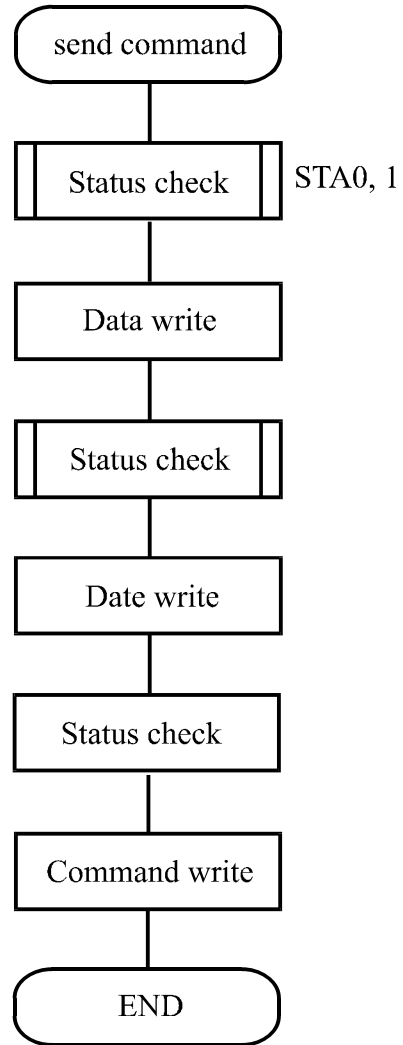 send command
Status check
STA0, 1
Data write
Status check
Date write
Status check
Command write
END